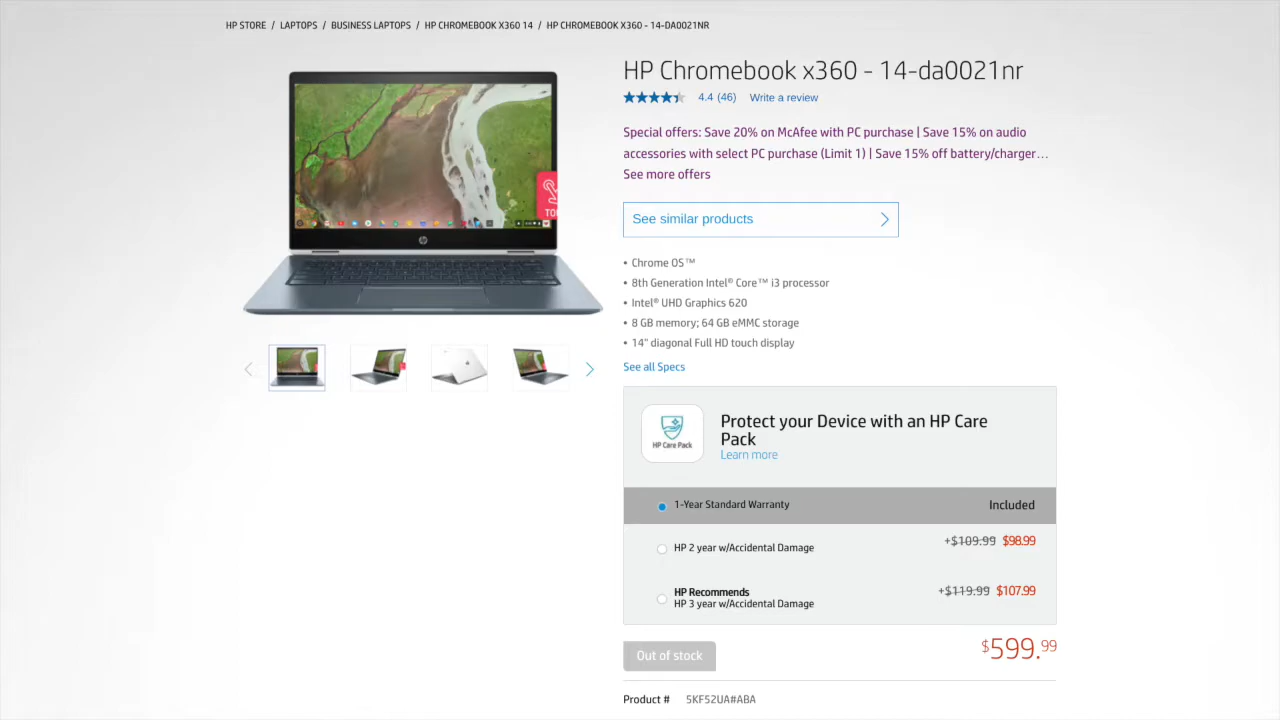 HP STORE / LAPTOPS / BUSINESS LAPTOPS / HP CHROMEBOOK X360 14 / HP CHROMEBOOK X360 - 14-DA0021NR
HP Chromebook x360 - 14-da0021nr
4.4 (46) Write a review
Special offers: Save 20% on McAfee with PC purchase | Save 15% on audio
accessories with select PC purchase (Limit 1) | Save 15% off battery/charger…
See more offers
See similar products
• Chrome OS™
• 8th Generation Intel® Core™ i3 processor
• Intel® UHD Graphics 620
• 8 GB memory; 64 GB eMMC storage
• 14" diagonal Full HD touch display
See all Specs
HP Care Pack
Protect your Device with an HP Care
Pack
Learn more
1-Year Standard Warranty Included
HP 2 year w/Accidental Damage +$109.99 $98.99
HP Recommends
HP 3 year w/Accidental Damage +$119.99 $107.99
Out of stock $599.99
Product # 5KF52UA#ABA
hp